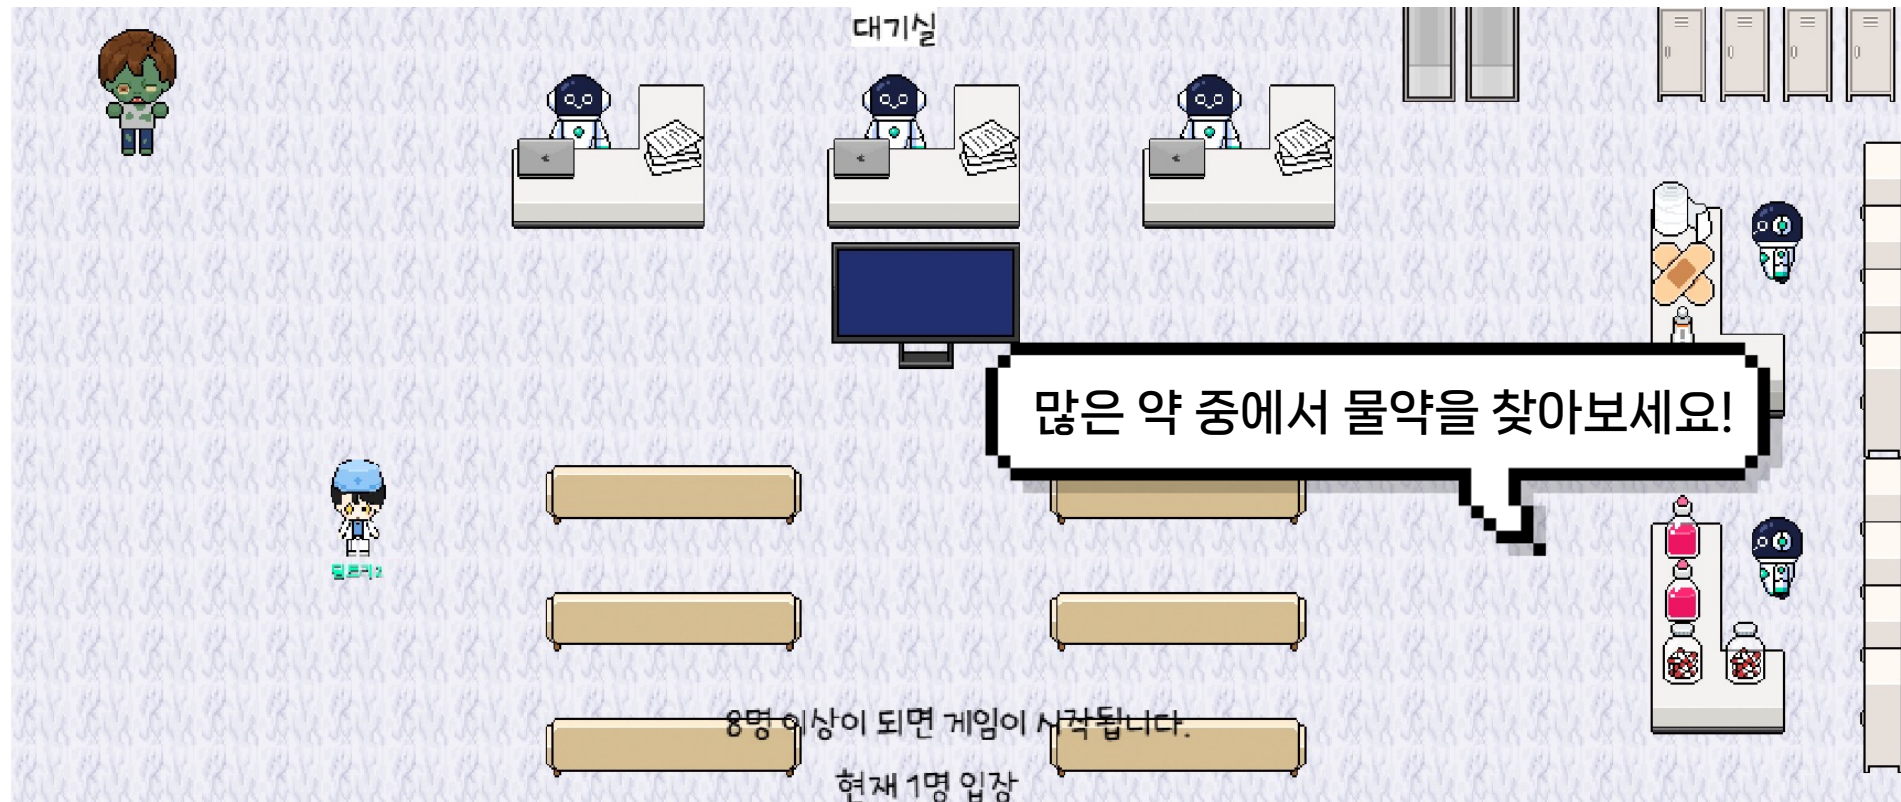 대기실
많은 약 중에서 물약을 찾아보세요!
8명 이상이 되면 게임이 시작됩니다.
현재 1명 입장